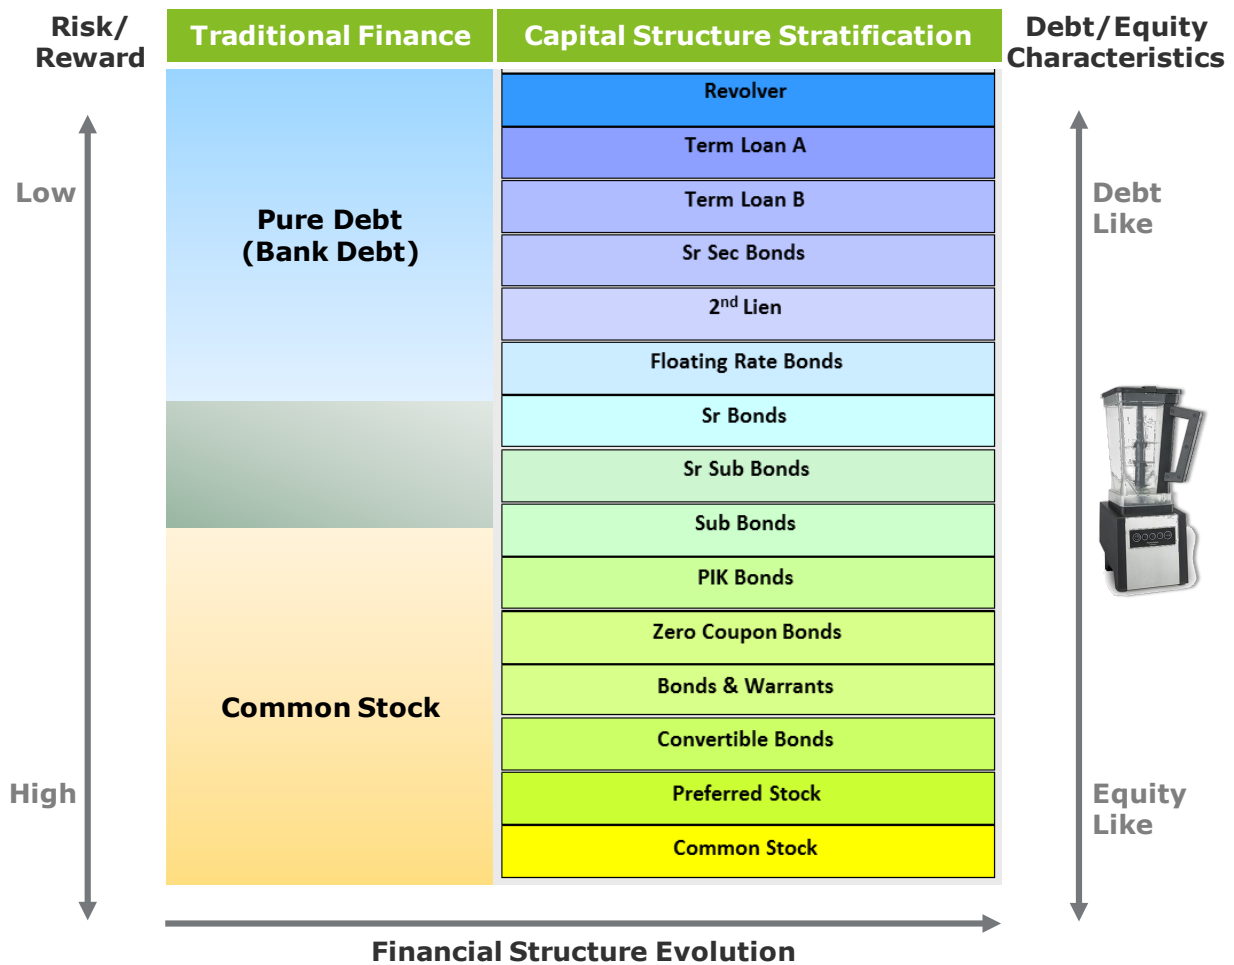 Risk/
Reward
Traditional Finance
Capital Structure Stratification
Debt/Equity
Characteristics
Low
High
Pure Debt
(Bank Debt)
Common Stock
Revolver
Term Loan A
Term Loan B
Sr Sec Bonds
2nd Lien
Floating Rate Bonds
Sr Bonds
Sr Sub Bonds
Sub Bonds
PIK Bonds
Zero Coupon Bonds
Bonds & Warrants
Convertible Bonds
Preferred Stock
Common Stock
Debt
Like
Equity
Like
Financial Structure Evolution